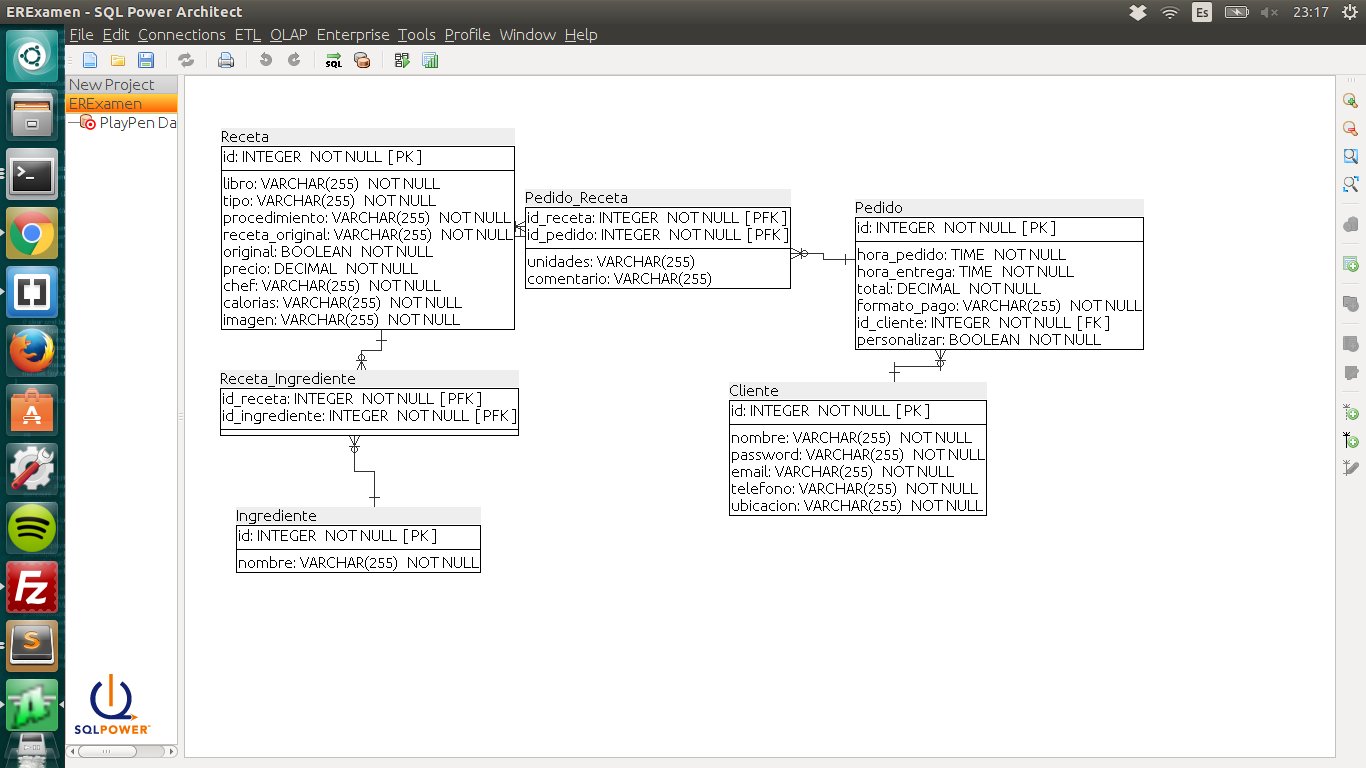 ERExamen - SQL Power Architect
Es
23:17
File Edit Connections ETL OLAP Enterprise Tools Profile Window Help
SQL
New Project
ERExamen
PlayPen Da
Receta
id: INTEGER NOT NULL [ PK ]
libro: VARCHAR(255) NOT NULL
tipo: VARCHAR(255) NOT NULL
procedimiento: VARCHAR(255) NOT NULL
receta_original: VARCHAR(255) NOT NULL
original: BOOLEAN NOT NULL
precio: DECIMAL NOT NULL
chef: VARCHAR(255) NOT NULL
calorias: VARCHAR(255) NOT NULL
imagen: VARCHAR(255) NOT NULL
Pedido_Receta
id_receta: INTEGER NOT NULL [ PFK ]
id_pedido: INTEGER NOT NULL [ PFK ]
unidades: VARCHAR(255)
comentario: VARCHAR(255)
Pedido
id: INTEGER NOT NULL [ PK ]
hora_pedido: TIME NOT NULL
hora_entrega: TIME NOT NULL
total: DECIMAL NOT NULL
formato_pago: VARCHAR(255) NOT NULL
id_cliente: INTEGER NOT NULL [ FK ]
personalizar: BOOLEAN NOT NULL
Receta_Ingrediente
id_receta: INTEGER NOT NULL [ PFK ]
id_ingrediente: INTEGER NOT NULL [ PFK ]
Cliente
id: INTEGER NOT NULL [ PK ]
nombre: VARCHAR(255) NOT NULL
password: VARCHAR(255) NOT NULL
email: VARCHAR(255) NOT NULL
telefono: VARCHAR(255) NOT NULL
ubicacion: VARCHAR(255) NOT NULL
Ingrediente
id: INTEGER NOT NULL [ PK ]
nombre: VARCHAR(255) NOT NULL
SQLPOWER